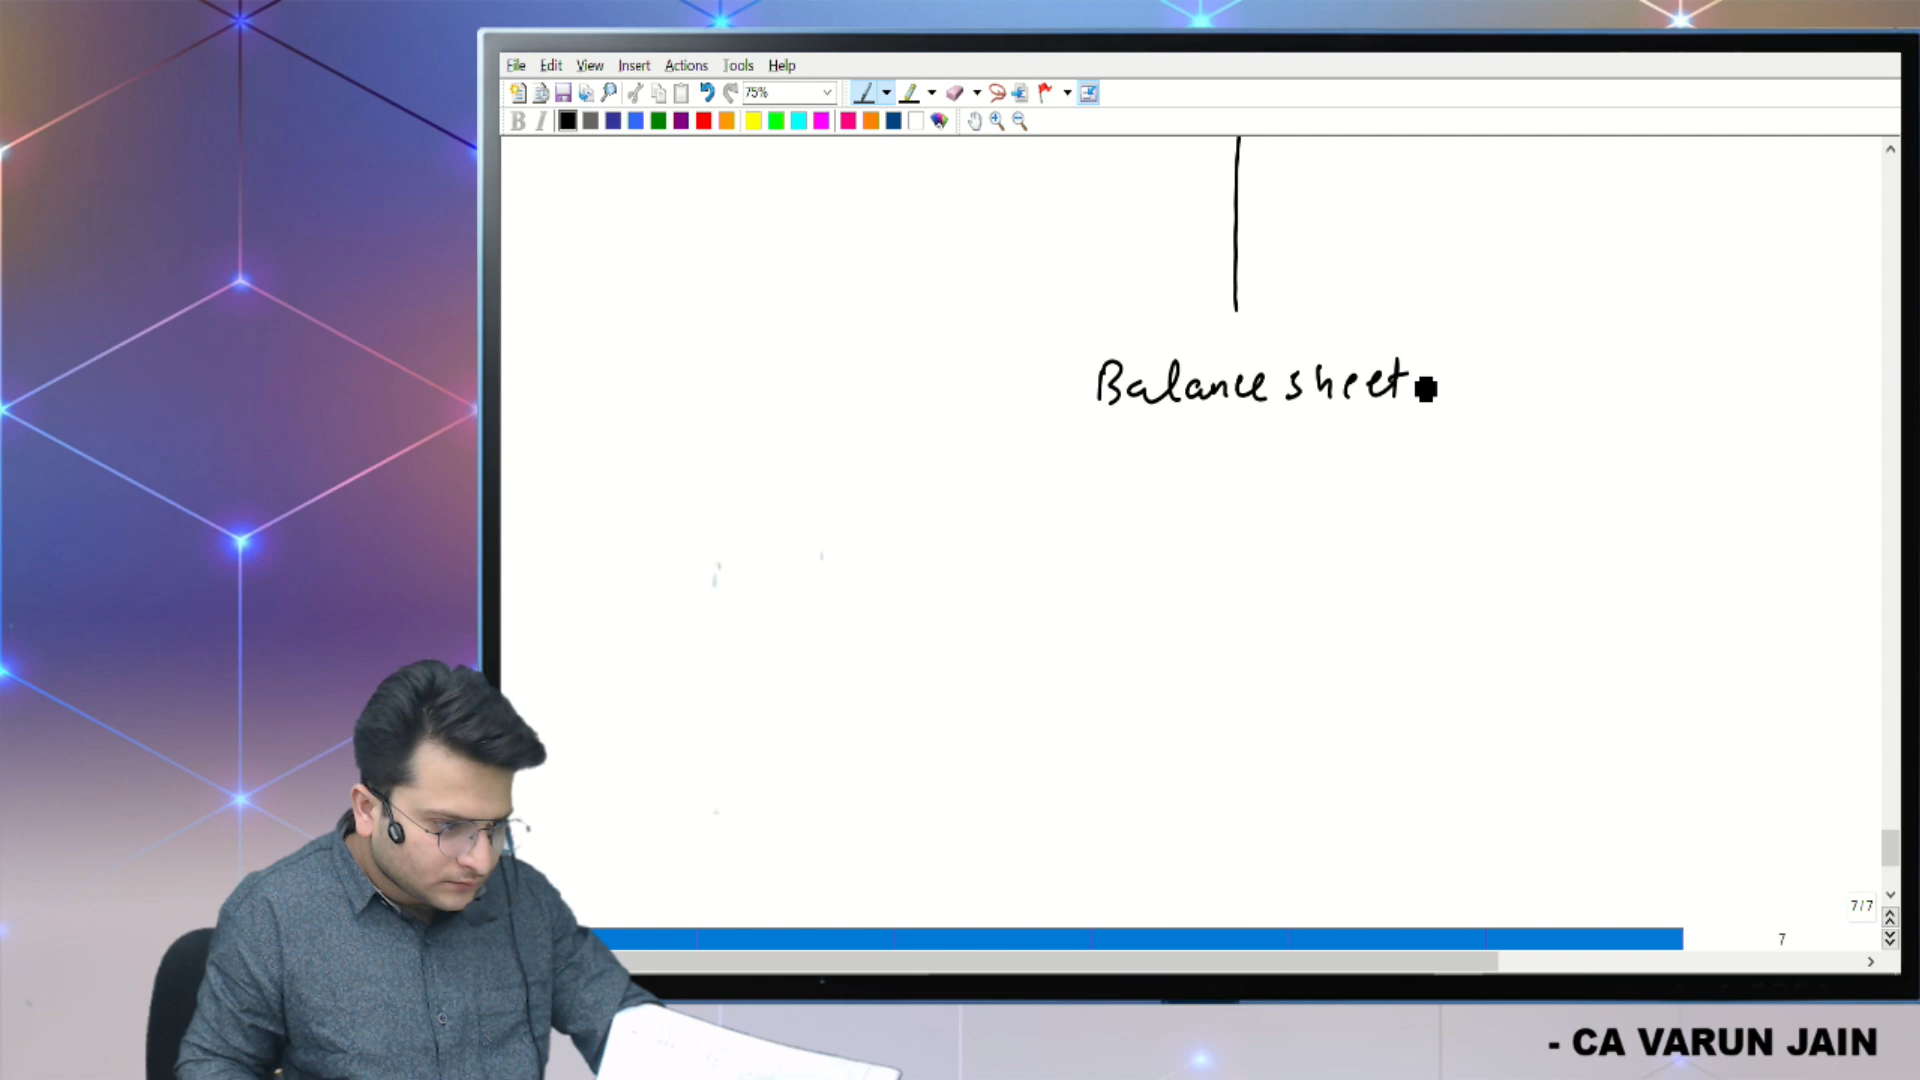 File Edit View Insert Actions Tools Help
75%
B I
Balance sheet
7/7
7
- CA VARUN JAIN